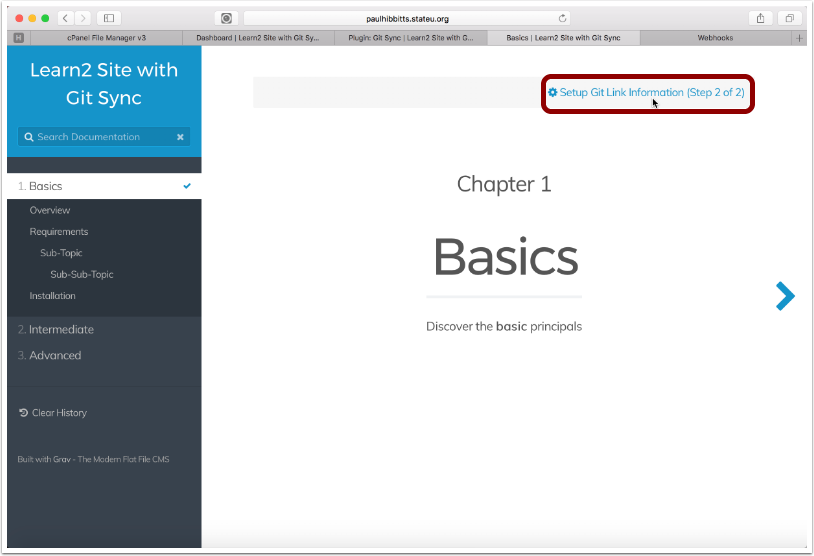 paulhibbitts.stateu.org
H
cPanel File Manager v3
Dashboard | Learn2 Site with Git Sy...
Plugin: Git Sync | Learn2 Site with G...
Basics | Learn2 Site with Git Sync
Webhooks
Learn2 Site with
Git Sync
Search Documentation
Setup Git Link Information (Step 2 of 2)
1. Basics
Overview
Requirements
Sub-Topic
Sub-Sub-Topic
Installation
2. Intermediate
3. Advanced
Clear History
Built with Grav - The Modern Flat File CMS
Chapter 1
Basics
Discover the basic principals